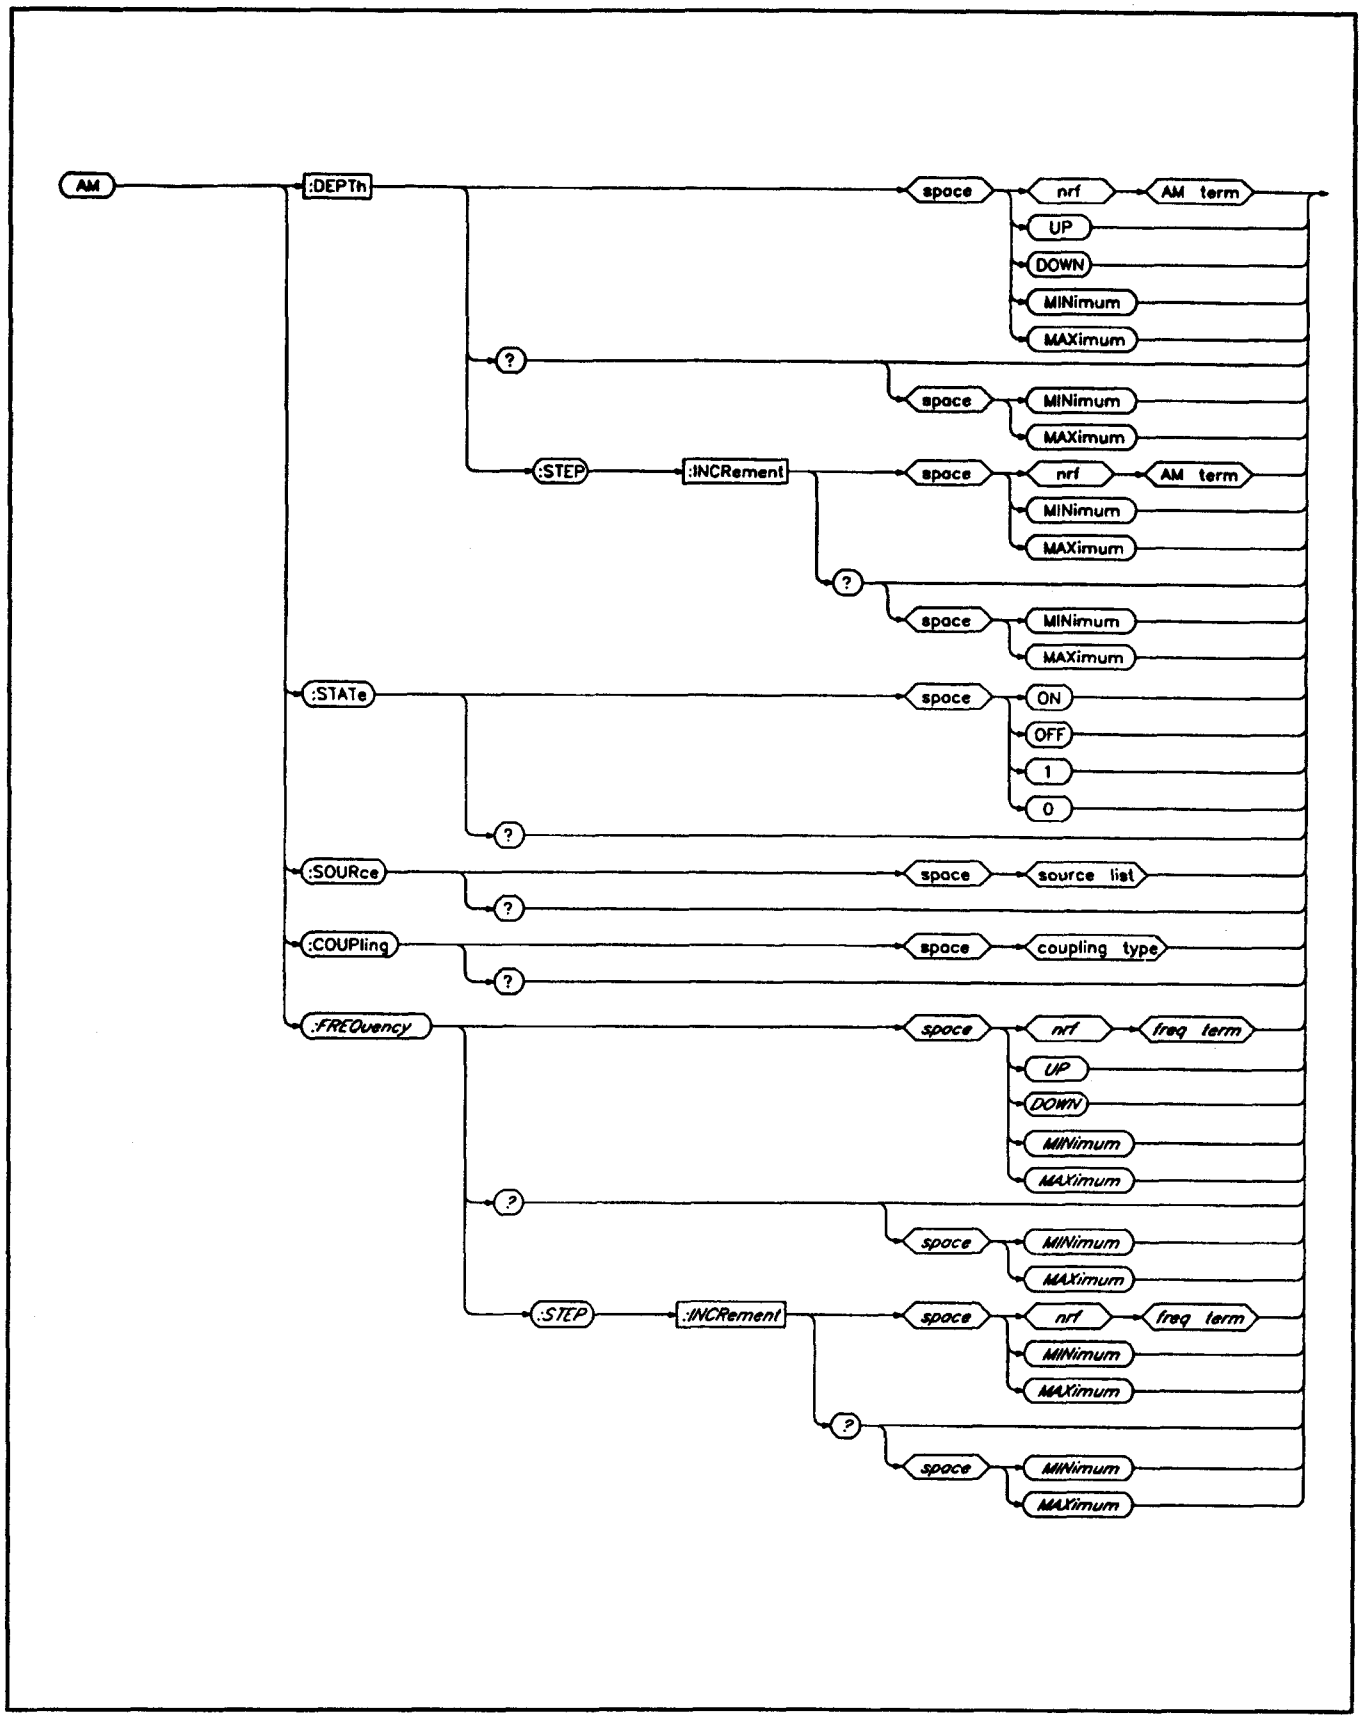 AM :DEPTh space nrf AM term
UP
DOWN
MINimum
MAXimum
?
space MINimum
MAXimum
:STEP :INCRement space nrf AM term
MINimum
MAXimum
?
space MINimum
MAXimum
:STATe space ON
OFF
1
0
?
:SOURce space source list
?
:COUPling space coupling type
?
:FREQuency space nrf freq term
UP
DOWN
MINimum
MAXimum
?
space MINimum
MAXimum
:STEP :INCRement space nrf freq term
MINimum
MAXimum
?
space MINimum
MAXimum